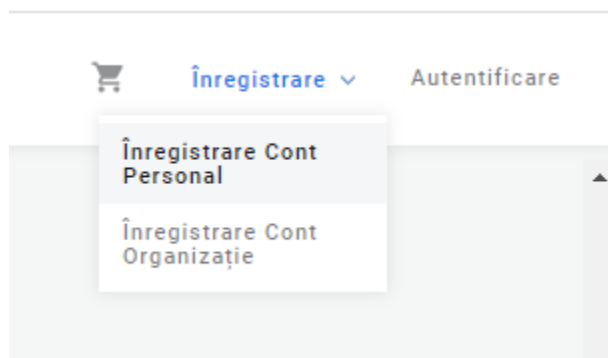 Înregistrare
Autentificare
Înregistrare Cont
Personal
Înregistrare Cont
Organizație